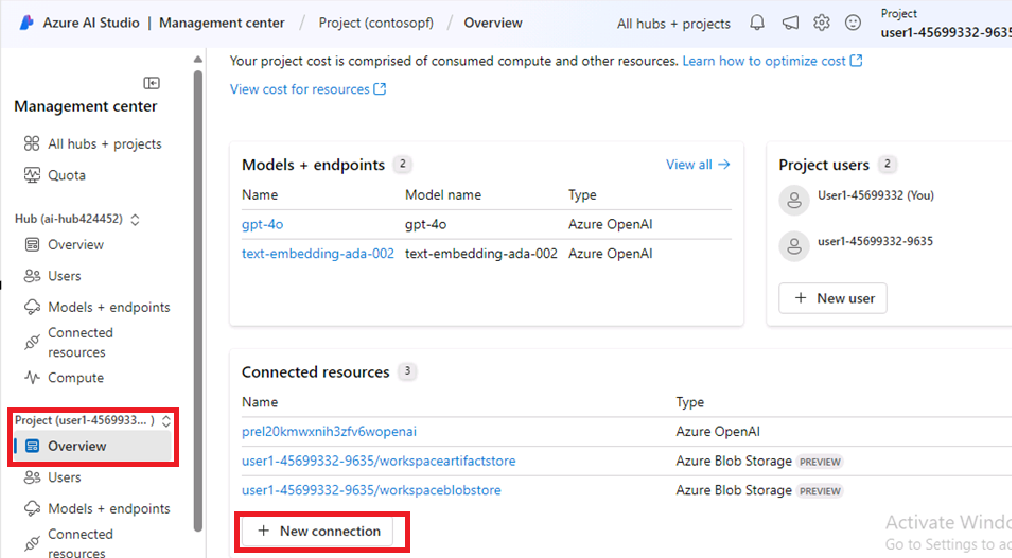 Azure AI Studio | Management center / Project (contosopf) / Overview
All hubs + projects
Project
user1-45699332-9635
Management center
All hubs + projects
Quota
Hub (ai-hub424452)
Overview
Users
Models + endpoints
Connected
resources
Compute
Project (user1-4569933... )
Overview
Users
Models + endpoints
Connected
resources
Your project cost is comprised of consumed compute and other resources. Learn how to optimize cost
View cost for resources
Models + endpoints 2
View all →
Name Model name Type
gpt-4o gpt-4o Azure OpenAI
text-embedding-ada-002 text-embedding-ada-002 Azure OpenAI
Project users 2
User1-45699332 (You)
user1-45699332-9635
+ New user
Connected resources 3
Name Type
prel20kmwxnih3zfv6wopenai Azure OpenAI
user1-45699332-9635/workspaceartifactstore Azure Blob Storage PREVIEW
user1-45699332-9635/workspaceblobstore Azure Blob Storage PREVIEW
+ New connection
Activate Windo
Go to Settings to ac